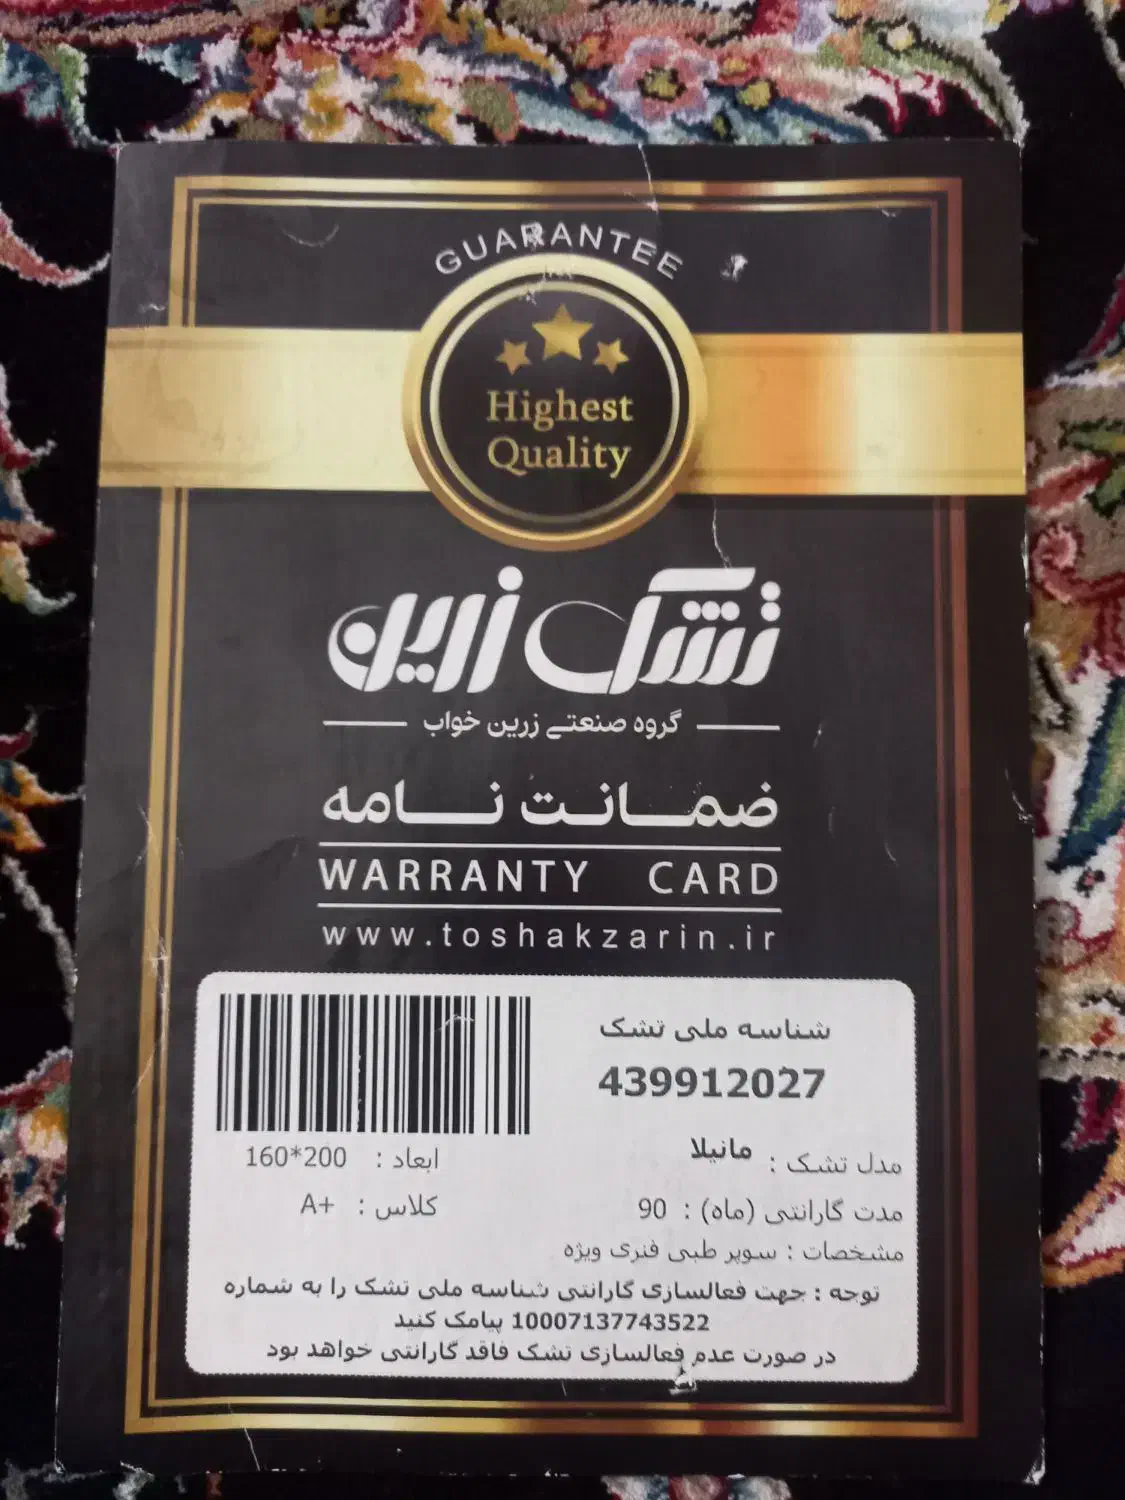 GUARANTEE
Highest
Quality
تشک زرین
گروه صنعتی زرین خواب
ضمانت نامه
WARRANTY CARD
www.toshakzarin.ir
شناسه ملی تشک
439912027
مدل تشک : مانیلا
ابعاد : 160*200
مدت گارانتی (ماه) : 90
کلاس : A+
مشخصات : سوپر طبی فنری ویژه
توجه : جهت فعالسازی گارانتی شناسه ملی تشک را به شماره
10007137743522 پیامک کنید
در صورت عدم فعالسازی تشک فاقد گارانتی خواهد بود